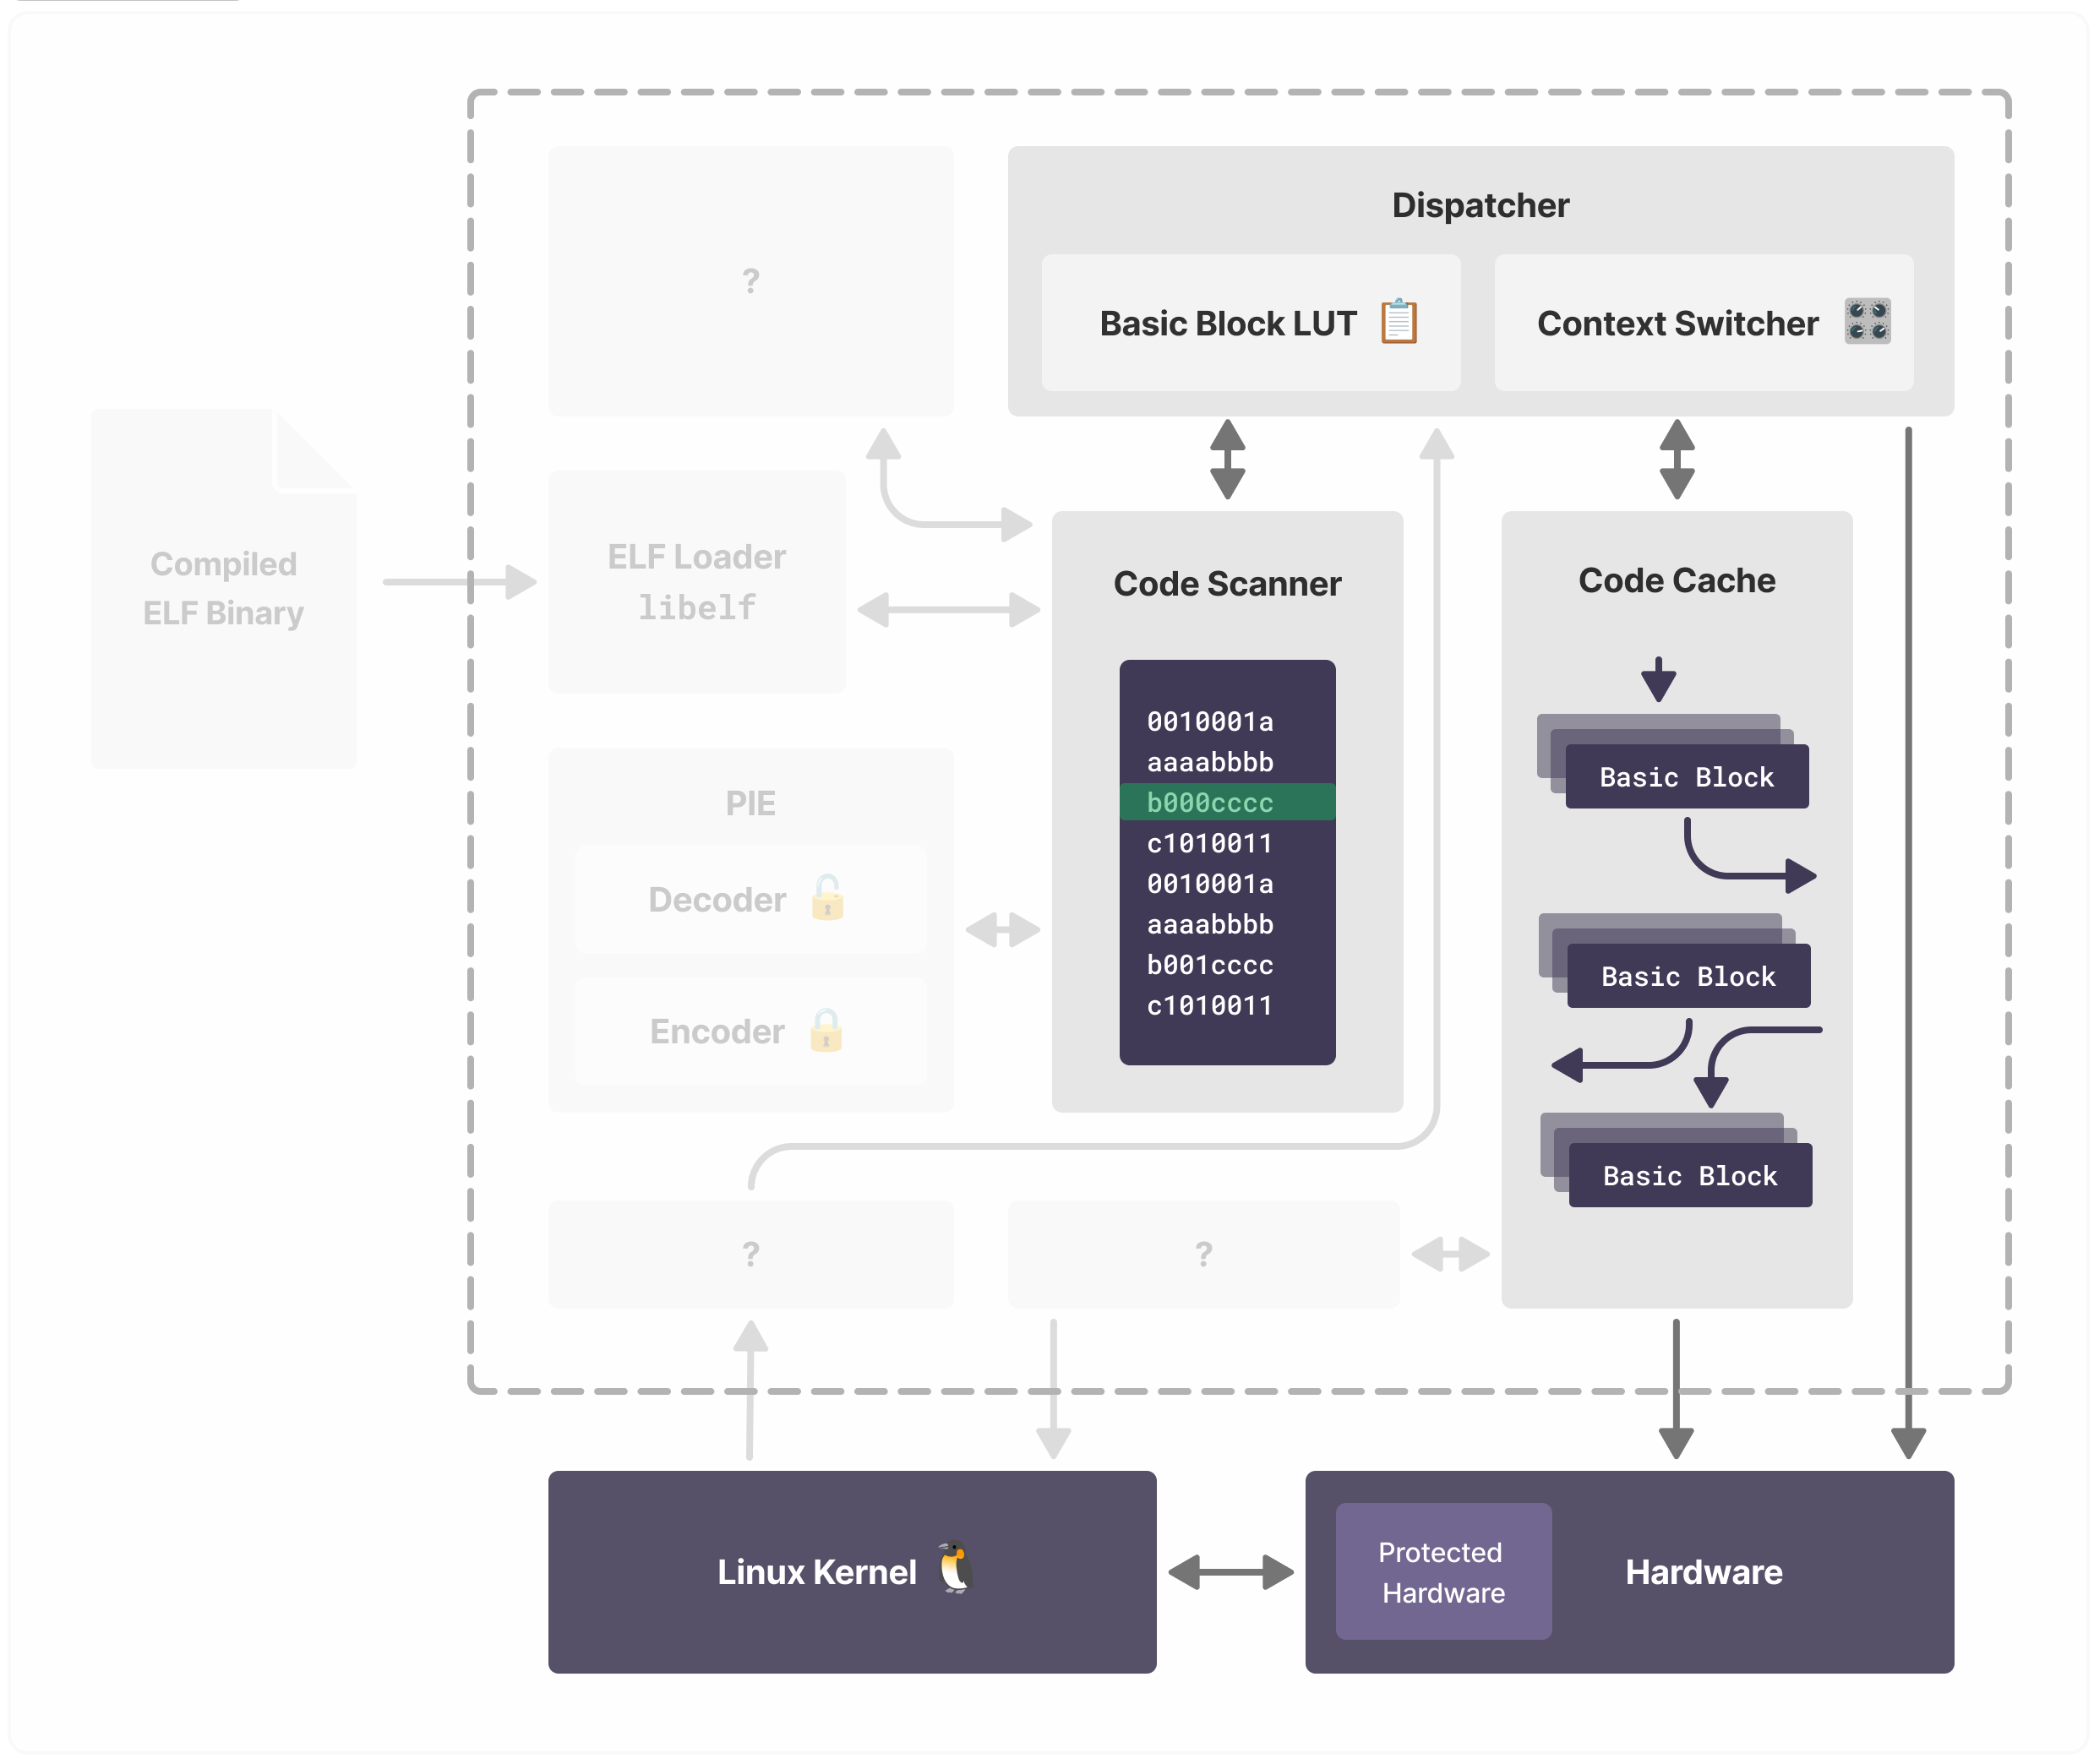 ?
Dispatcher
Basic Block LUT
Context Switcher
Compiled
ELF Binary
ELF Loader
libelf
Code Scanner
0010001a
aaaabbbb
b000cccc
c1010011
0010001a
aaaabbbb
b001cccc
c1010011
Code Cache
Basic Block
Basic Block
Basic Block
PIE
Decoder
Encoder
?
?
Linux Kernel
Protected
Hardware
Hardware